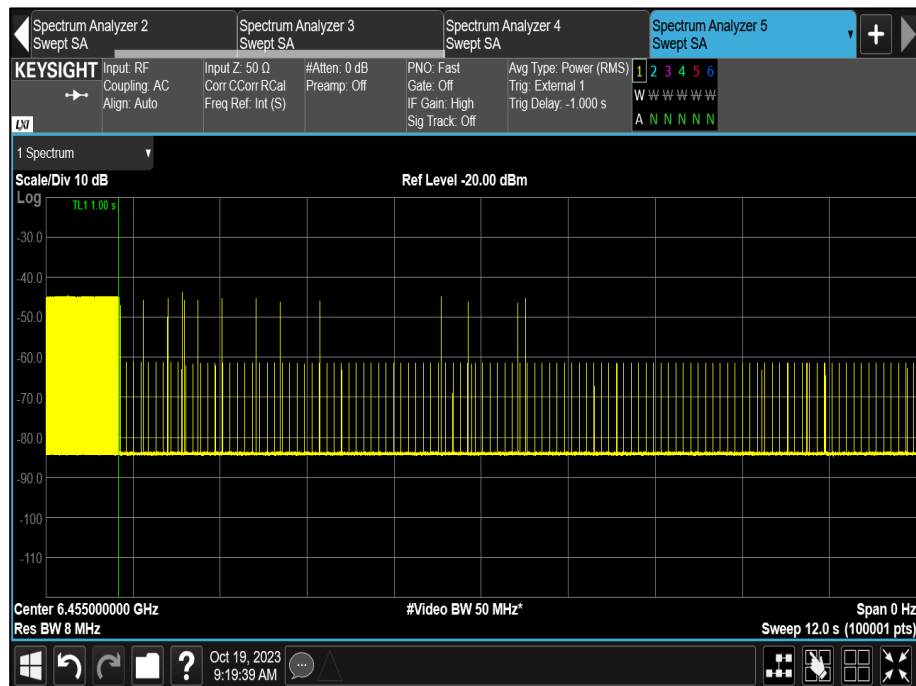 Spectrum Analyzer 2
Swept SA
Spectrum Analyzer 3
Swept SA
Spectrum Analyzer 4
Swept SA
Spectrum Analyzer 5
Swept SA
KEYSIGHT
LXI
Input: RF
Coupling: AC
Align: Auto
Input Z: 50 Ω
Corr CCorr RCal
Freq Ref: Int (S)
#Atten: 0 dB
Preamp: Off
PNO: Fast
Gate: Off
IF Gain: High
Sig Track: Off
Avg Type: Power (RMS)
Trig: External 1
Trig Delay: -1.000 s
1 2 3 4 5 6
W W W W W W
A N N N N N
1 Spectrum
Scale/Div 10 dB
Ref Level -20.00 dBm
Log
TL1 1.00 s
-30.0
-40.0
-50.0
-60.0
-70.0
-80.0
-90.0
-100
-110
Center 6.455000000 GHz
#Video BW 50 MHz*
Span 0 Hz
Res BW 8 MHz
Sweep 12.0 s (100001 pts)
?
Oct 19, 2023
9:19:39 AM